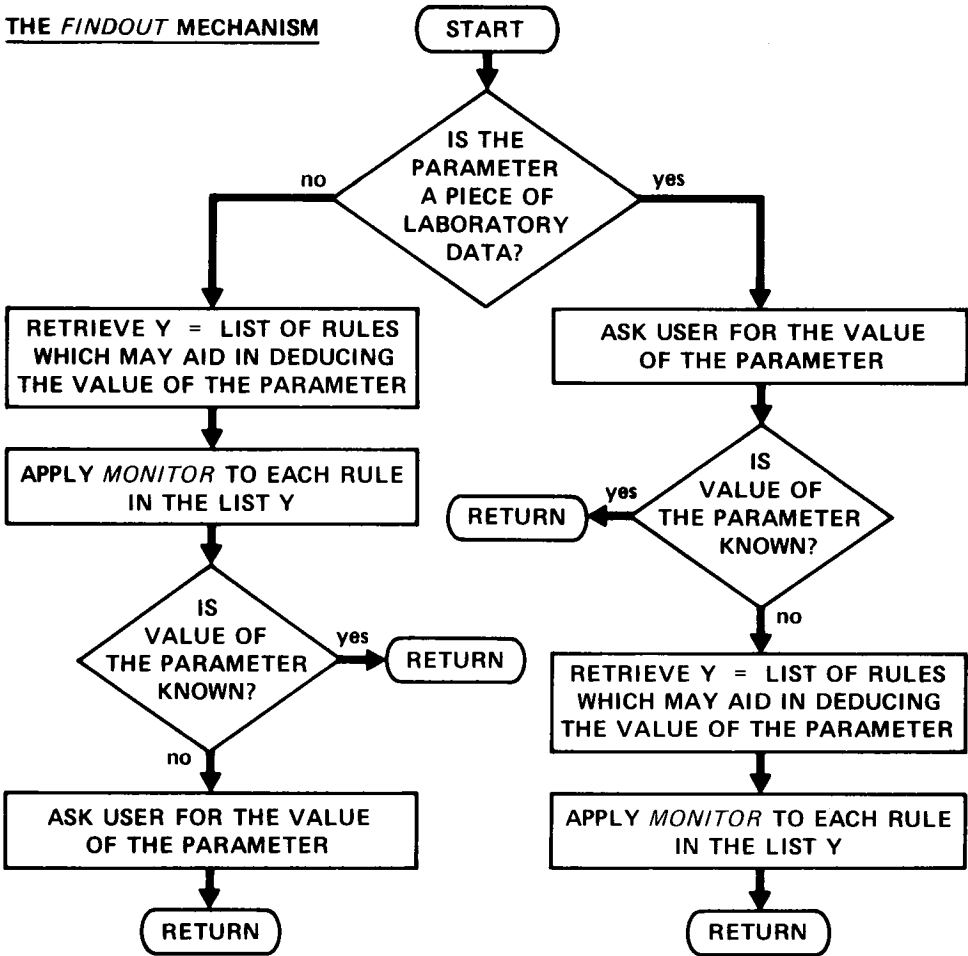 THE FINDOUT MECHANISM
START
IS THE
PARAMETER
A PIECE OF
LABORATORY
DATA?
no
yes
RETRIEVE Y = LIST OF RULES
WHICH MAY AID IN DEDUCING
THE VALUE OF THE PARAMETER
APPLY MONITOR TO EACH RULE
IN THE LIST Y
IS
VALUE OF
THE PARAMETER
KNOWN?
yes
RETURN
no
ASK USER FOR THE VALUE
OF THE PARAMETER
RETURN
ASK USER FOR THE VALUE
OF THE PARAMETER
IS
VALUE OF
THE PARAMETER
KNOWN?
yes
RETURN
no
RETRIEVE Y = LIST OF RULES
WHICH MAY AID IN DEDUCING
THE VALUE OF THE PARAMETER
APPLY MONITOR TO EACH RULE
IN THE LIST Y
RETURN